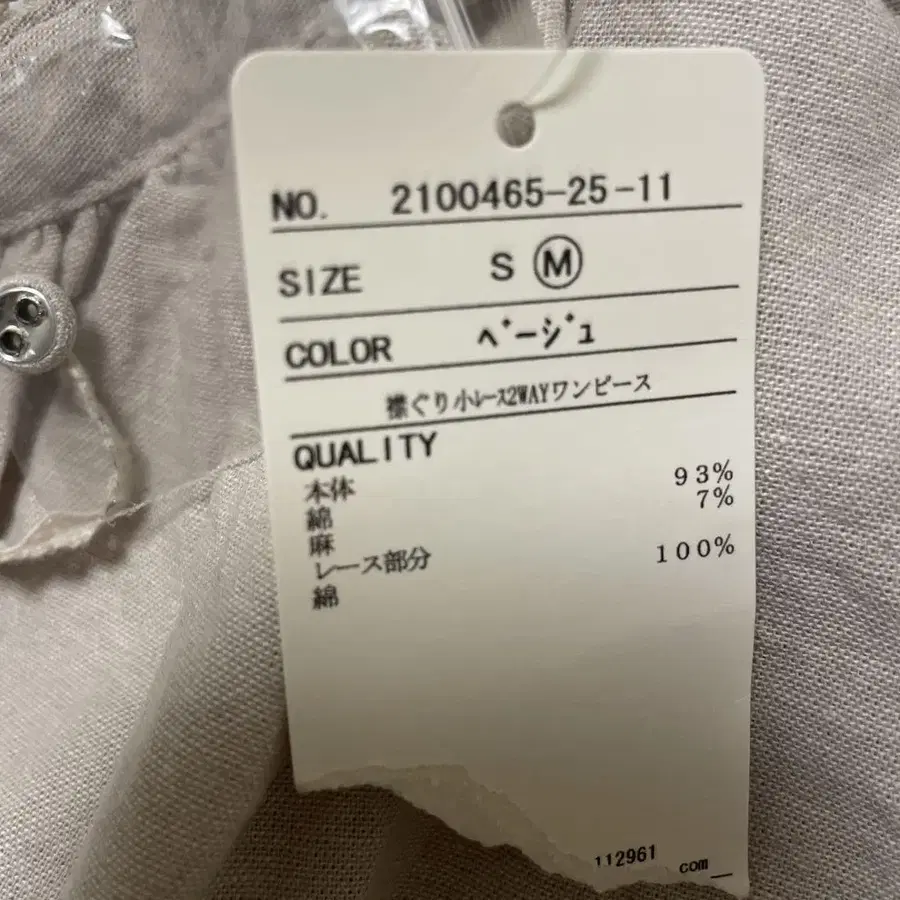 NO. 2100465-25-11
SIZE S Ⓜ
COLOR ﾍﾞｰｼﾞｭ
襟ぐり小ﾚｰｽ2WAYワンピース
QUALITY
本体
綿 93%
麻 7%
レース部分
綿 100%
112961
com